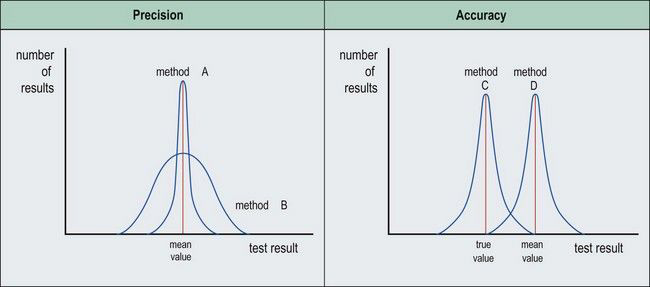 Precision
number
of
results
method A
method B
mean
value
test result
Accuracy
number
of
results
method
C
method
D
true
value
mean
value
test result